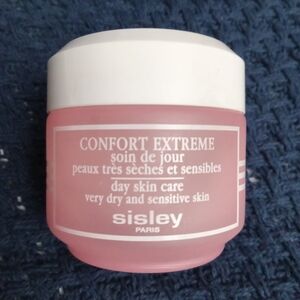 CONFORT EXTREME
soin de jour
peaux très sèches et sensibles
day skin care
very dry and sensitive skin
sisley
PARIS